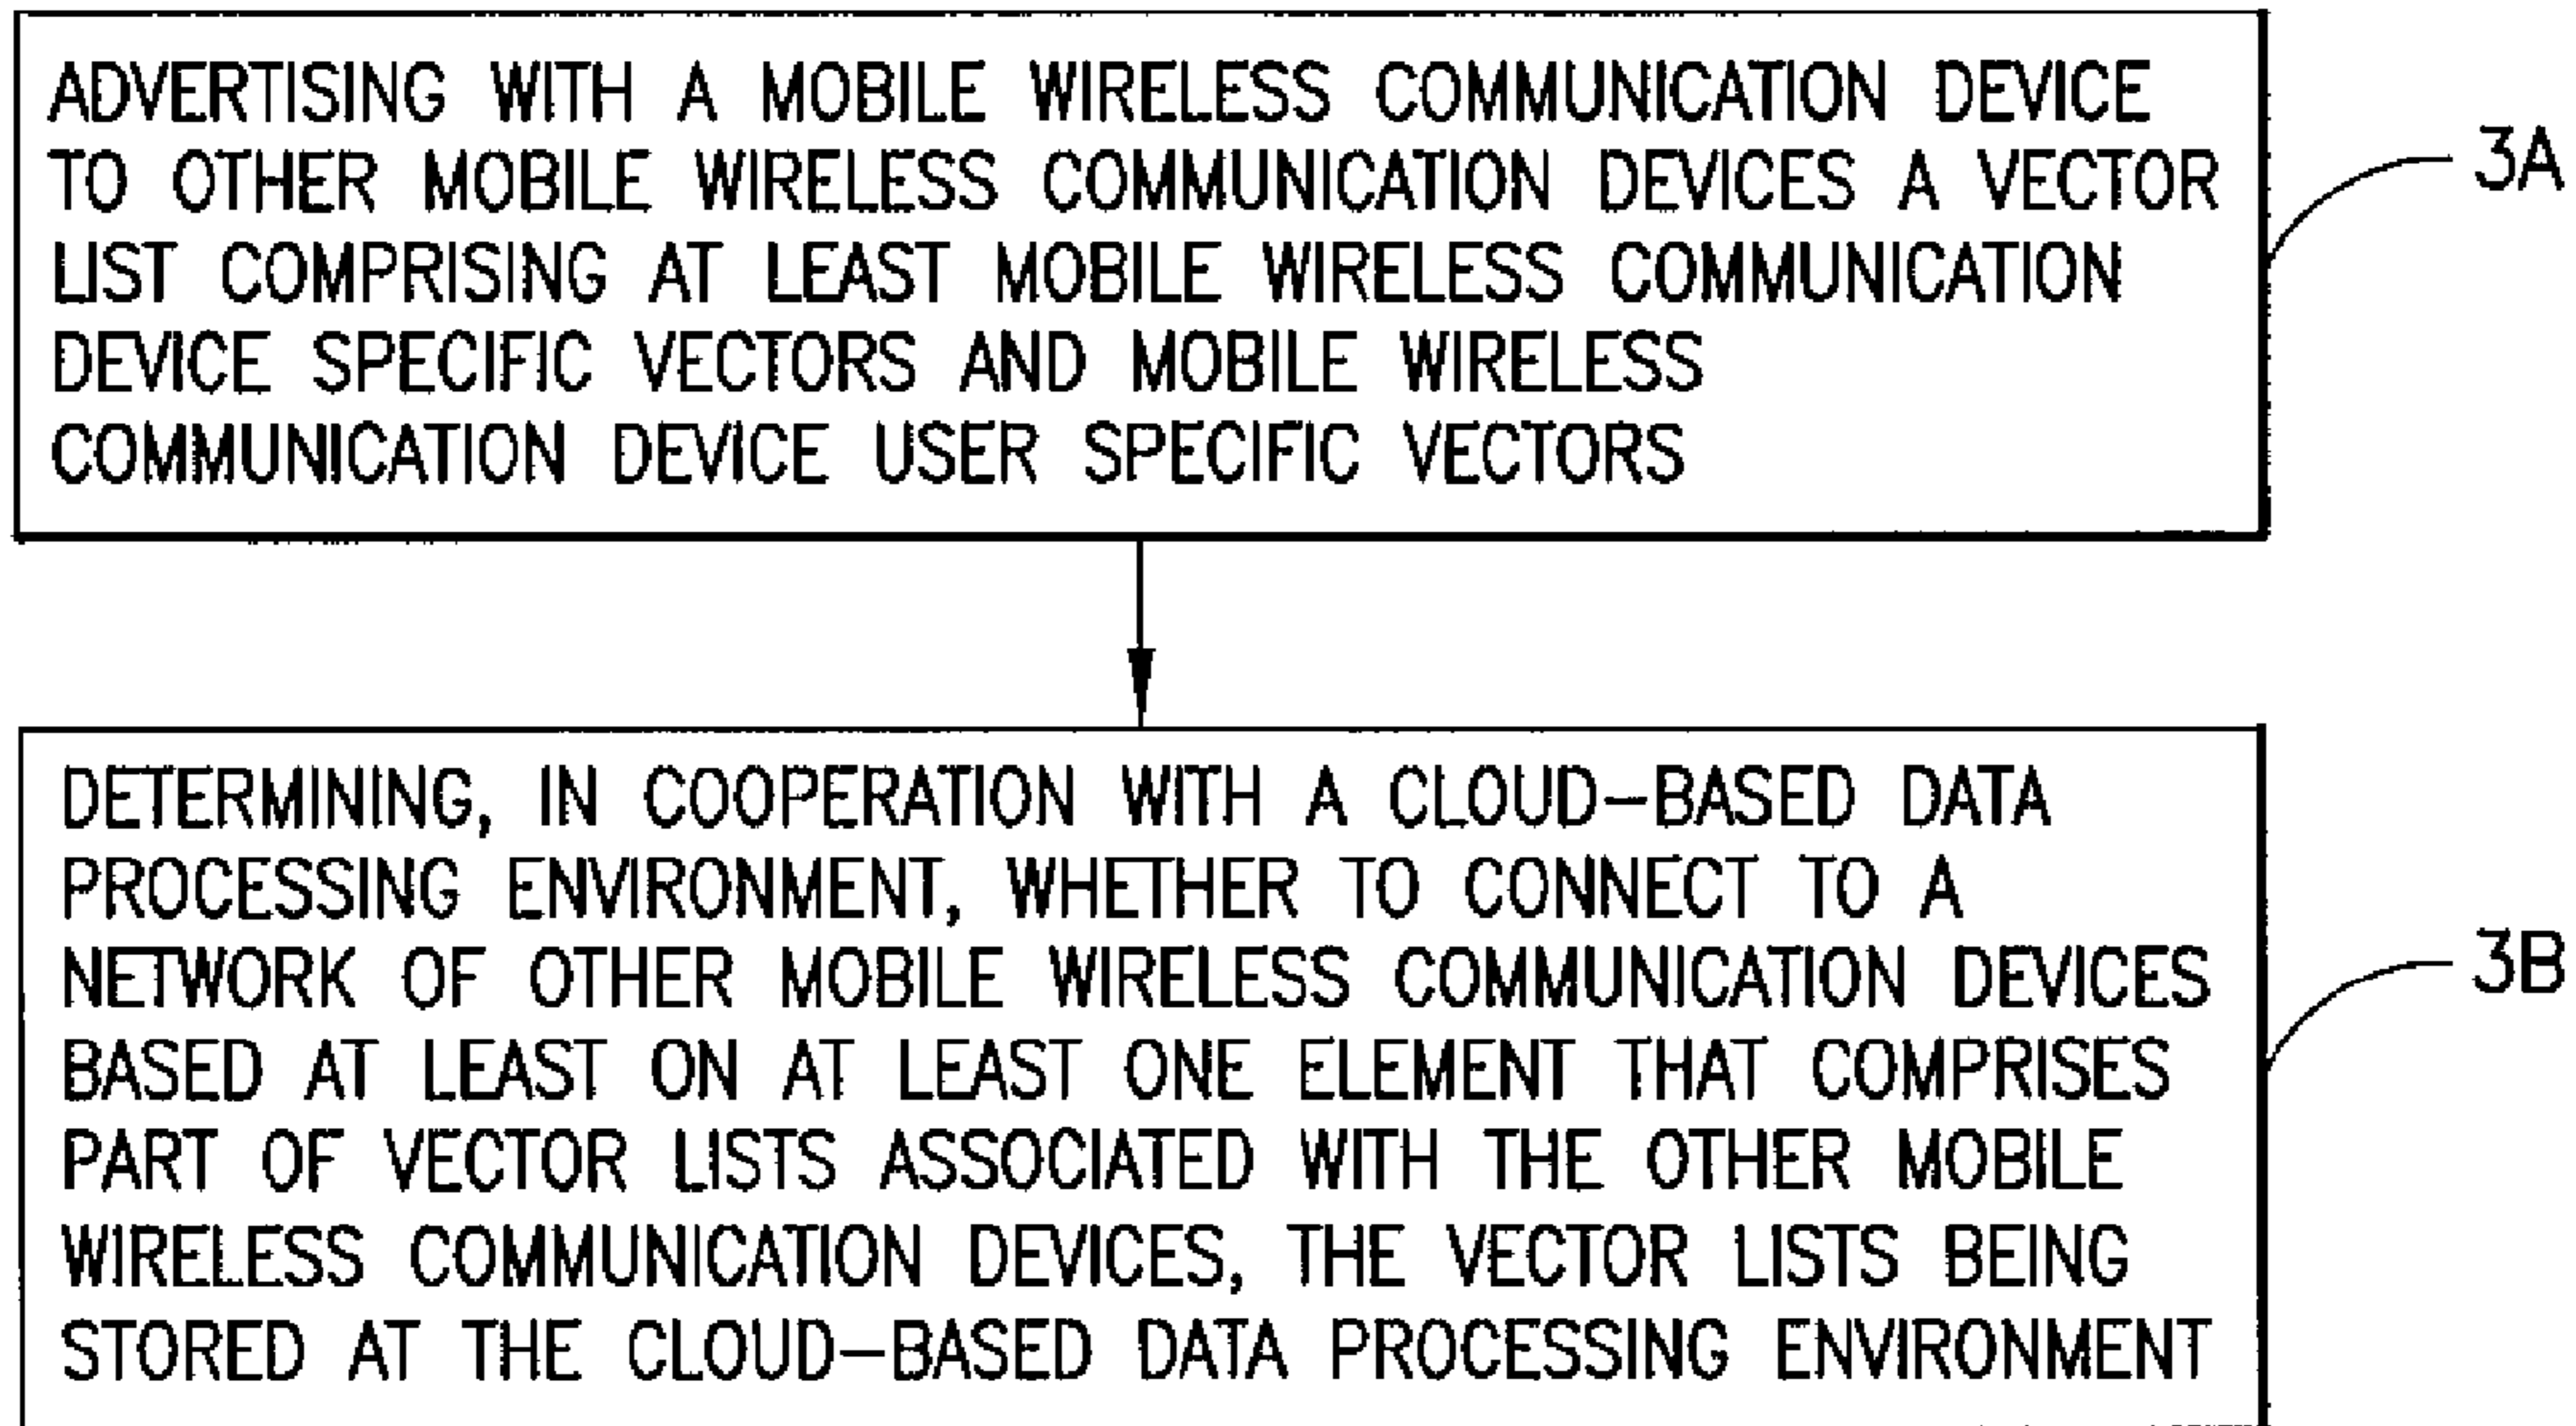 ADVERTISING WITH A MOBILE WIRELESS COMMUNICATION DEVICE
TO OTHER MOBILE WIRELESS COMMUNICATION DEVICES A VECTOR
LIST COMPRISING AT LEAST MOBILE WIRELESS COMMUNICATION
DEVICE SPECIFIC VECTORS AND MOBILE WIRELESS
COMMUNICATION DEVICE USER SPECIFIC VECTORS
3A
DETERMINING, IN COOPERATION WITH A CLOUD-BASED DATA
PROCESSING ENVIRONMENT, WHETHER TO CONNECT TO A
NETWORK OF OTHER MOBILE WIRELESS COMMUNICATION DEVICES
BASED AT LEAST ON AT LEAST ONE ELEMENT THAT COMPRISES
PART OF VECTOR LISTS ASSOCIATED WITH THE OTHER MOBILE
WIRELESS COMMUNICATION DEVICES, THE VECTOR LISTS BEING
STORED AT THE CLOUD-BASED DATA PROCESSING ENVIRONMENT
3B